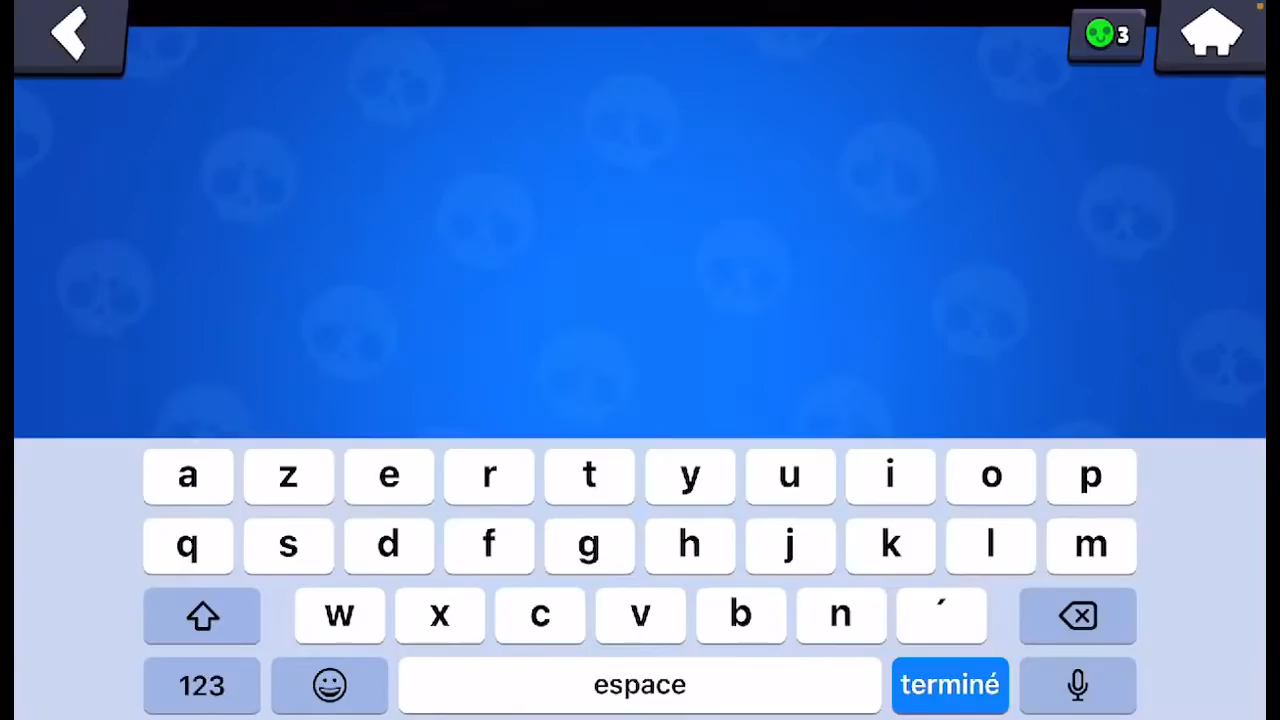 3
a z e r t y u i o p
q s d f g h j k l m
w x c v b n ´
123 espace terminé